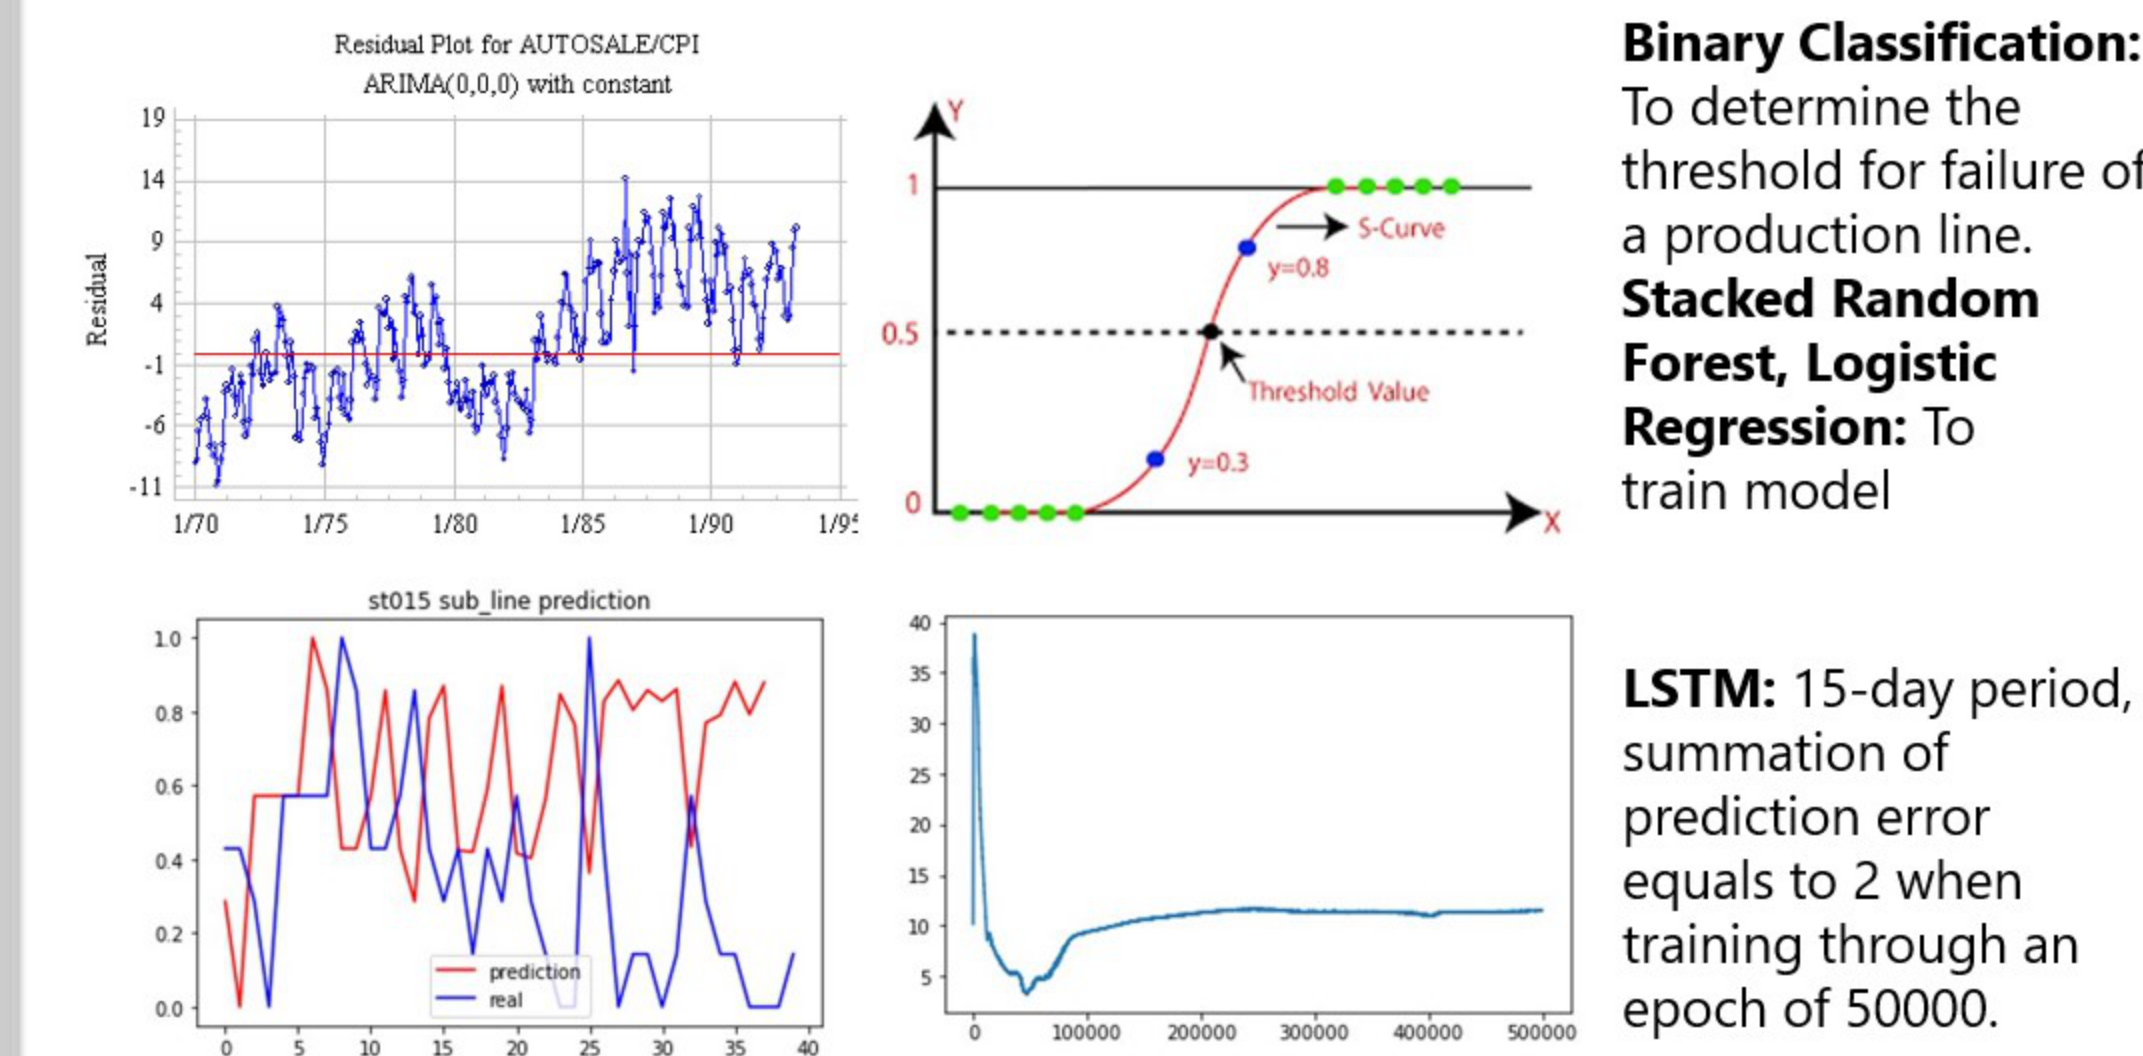 Residual Plot for AUTOSALE/CPI
ARIMA(0,0,0) with constant
Residual
19
14
9
4
-1
-6
-11
1/70 1/75 1/80 1/85 1/90 1/95
Y
1
S-Curve
y=0.8
0.5
Threshold Value
y=0.3
0
X
Binary Classification:
To determine the
threshold for failure of
a production line.
Stacked Random
Forest, Logistic
Regression: To
train model
st015 sub_line prediction
1.0
0.8
0.6
0.4
0.2
0.0
prediction
real
0 5 10 15 20 25 30 35 40
40
35
30
25
20
15
10
5
0 100000 200000 300000 400000 500000
LSTM: 15-day period,
summation of
prediction error
equals to 2 when
training through an
epoch of 50000.